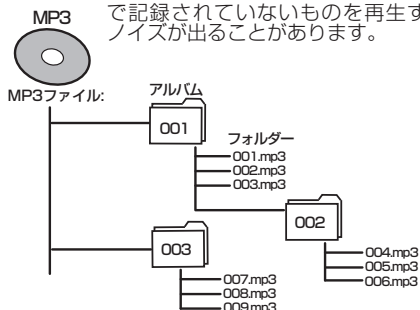 MP3
で記録されていないものを再生す
ノイズが出ることがあります。
MP3ファイル:
アルバム
001
フォルダー
001.mp3
002.mp3
003.mp3
002
003
004.mp3
005.mp3
006.mp3
007.mp3
008.mp3
009.mp3